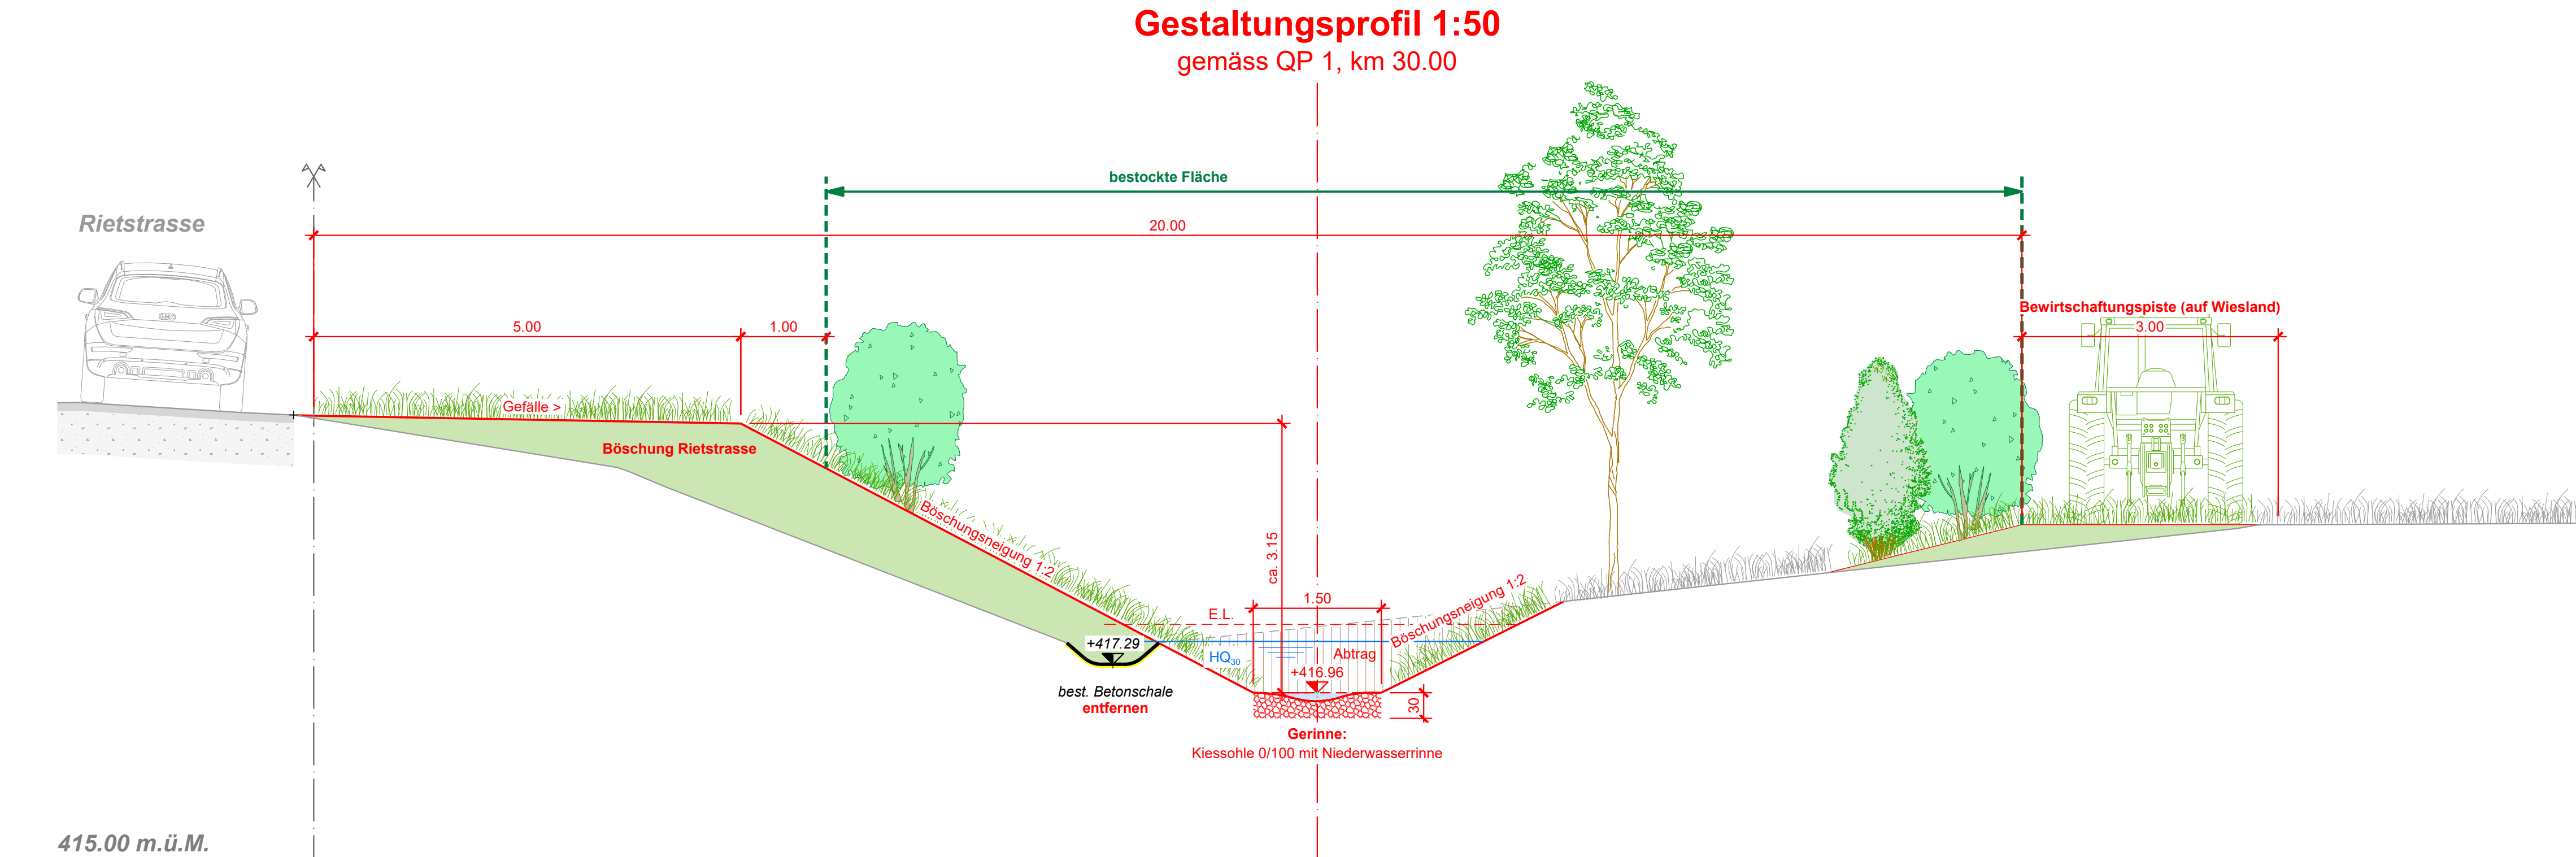 Gestaltungsprofil 1:50
gemäss QP 1, km 30.00
bestockte Fläche
Rietstrasse
20.00
Bewirtschaftungspiste (auf Wiesland)
5.00
1.00
3.00
Gefälle >
Böschung Rietstrasse
Böschungsneigung 1:2
ca. 3.15
1.50
Böschungsneigung 1:2
E.L.
+417.29
HQ30
Abtrag
+416.96
best. Betonschale
entfernen
30
Gerinne:
Kiessohle 0/100 mit Niederwasserrinne
415.00 m.ü.M.